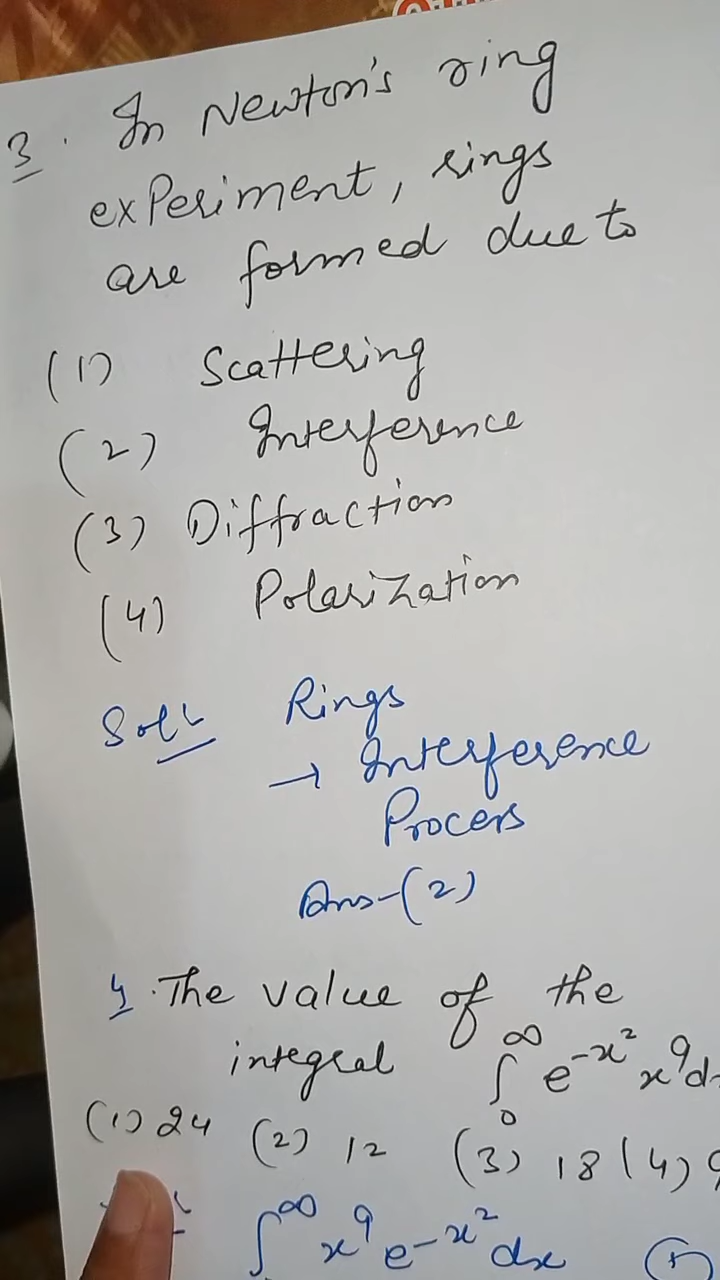 3. In Newton's ring
experiment, rings
are formed due to
(1) Scattering
(2) Interference
(3) Diffraction
(4) Polarization
Rings
→ Interference
Process
Ans-(2)
4. The value of the
integral ∫₀^∞ e^{-x²} x⁹ d
(1) 24 (2) 12 (3) 18 (4) 9
∫^∞ x⁹ e^{-x²} dx